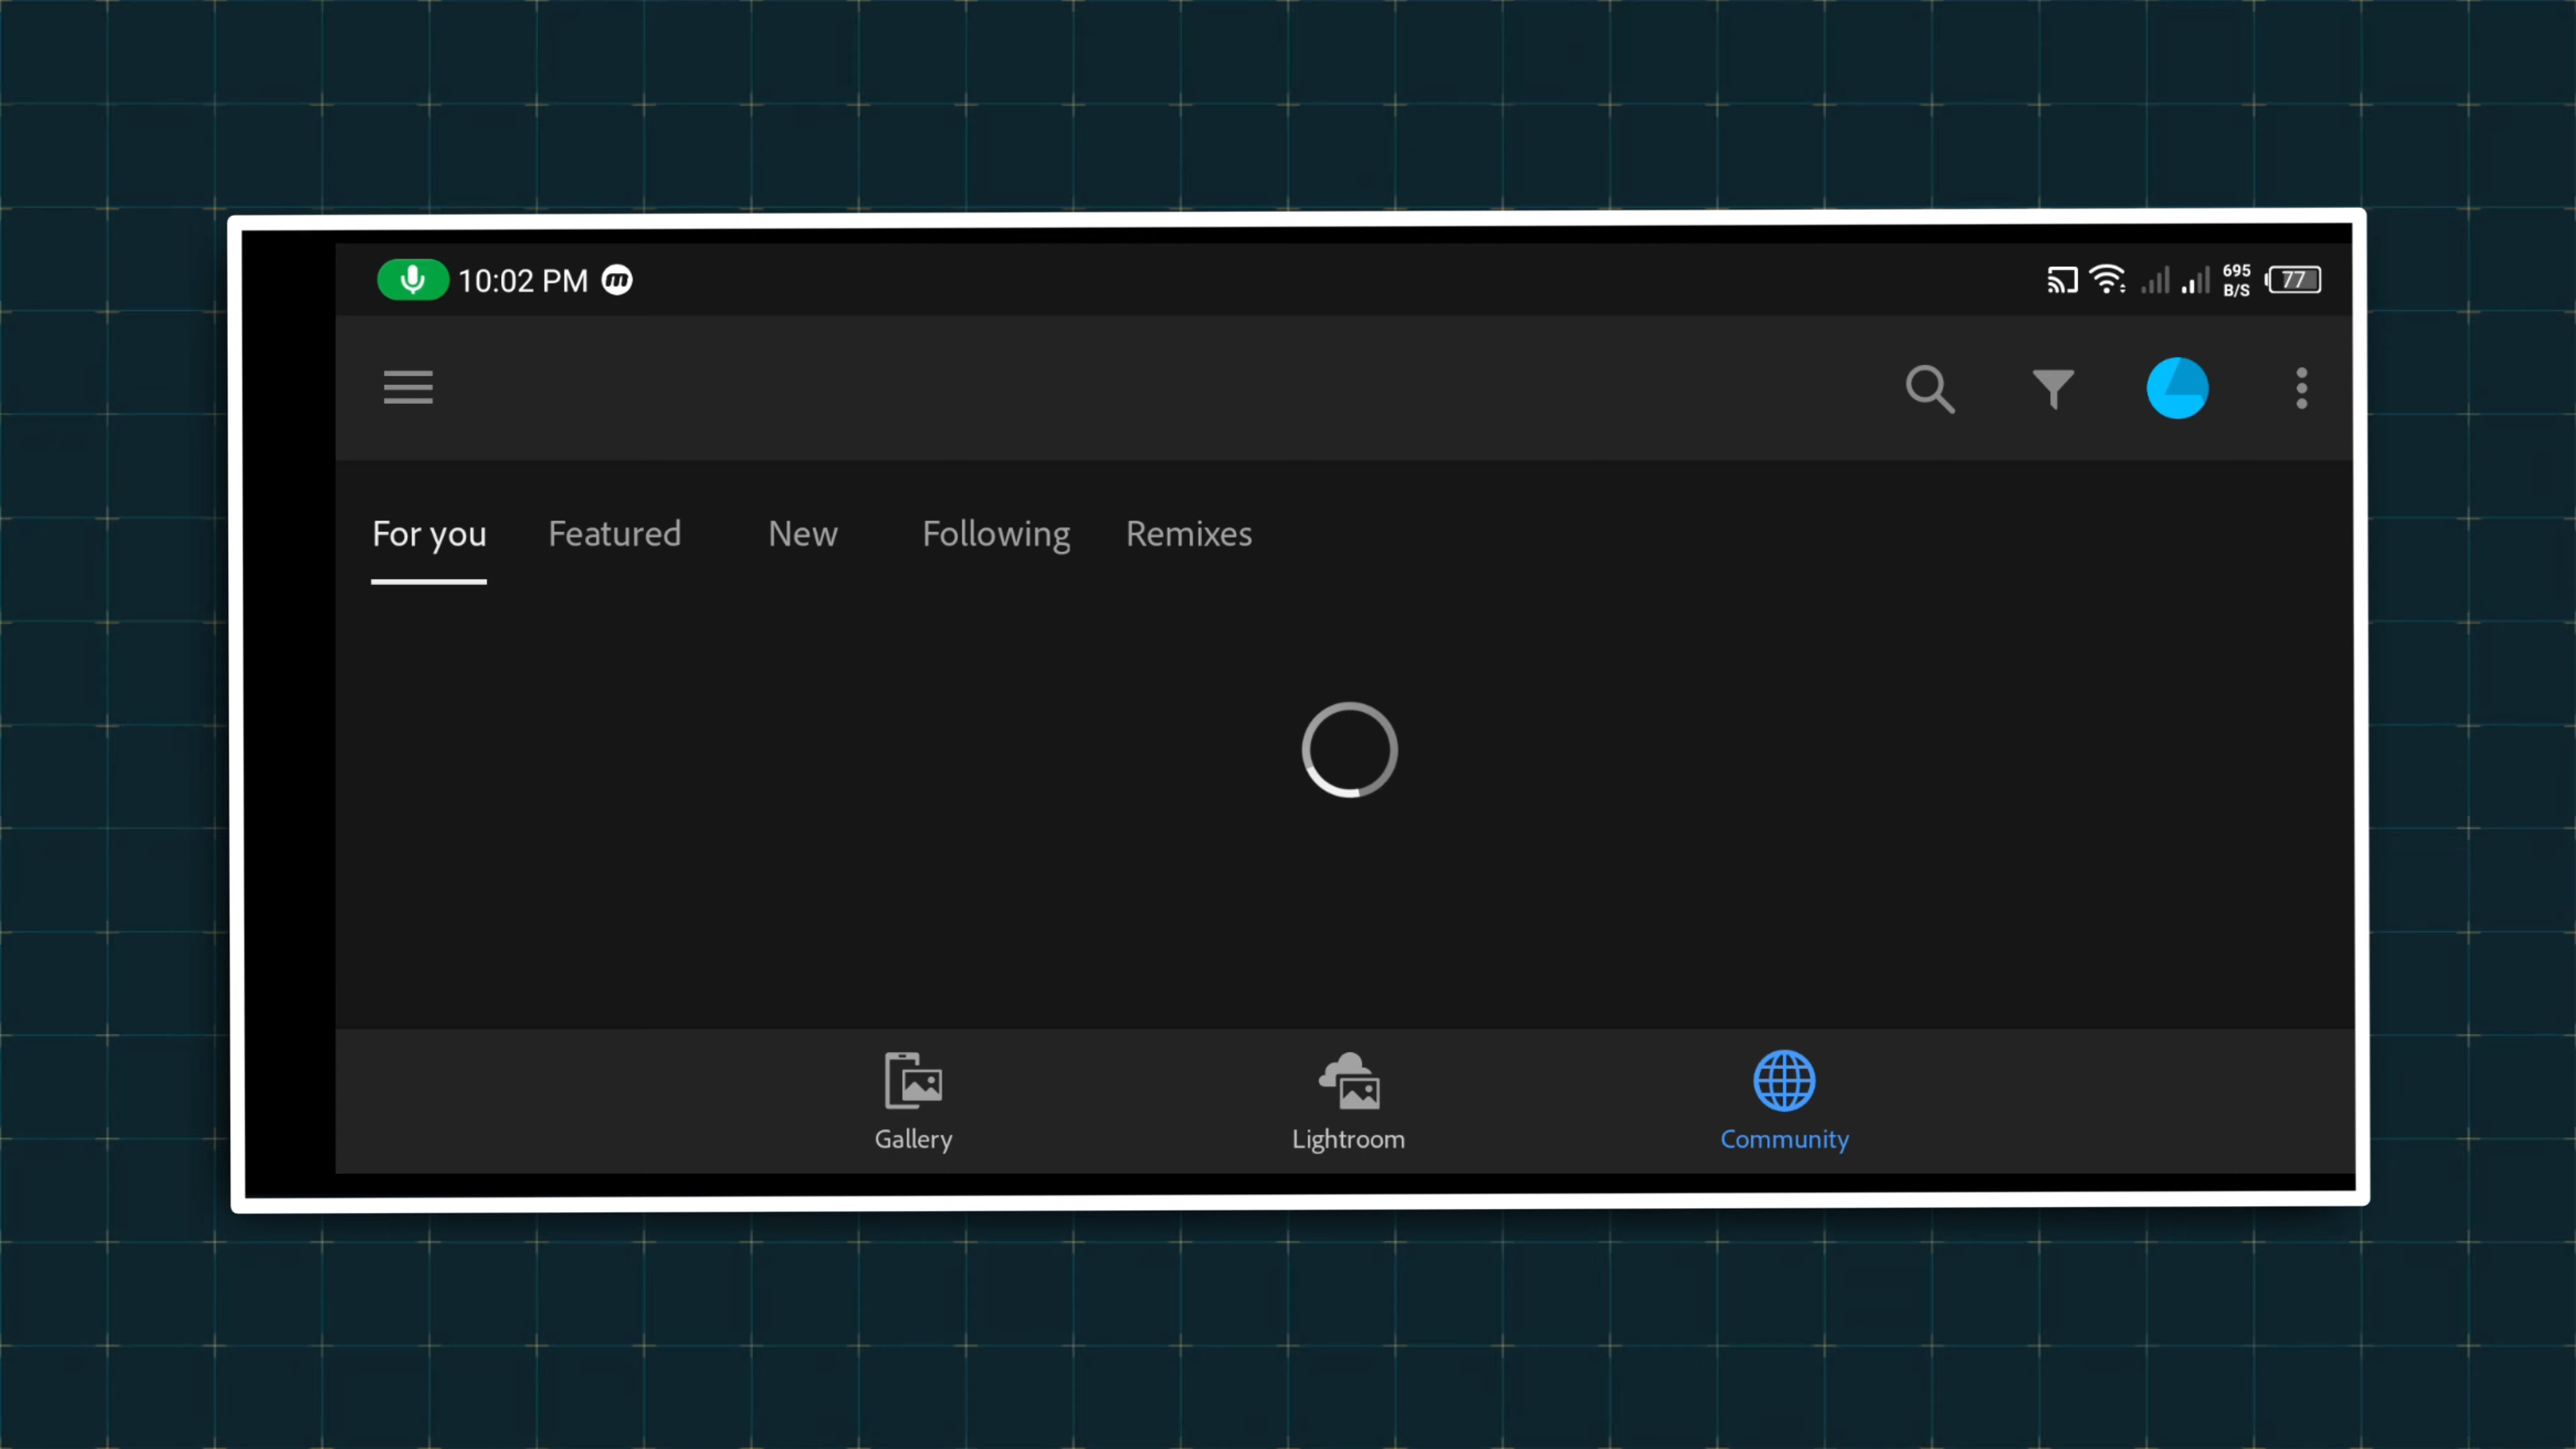 10:02 PM
695
B/S
77
For you Featured New Following Remixes
Gallery Lightroom Community